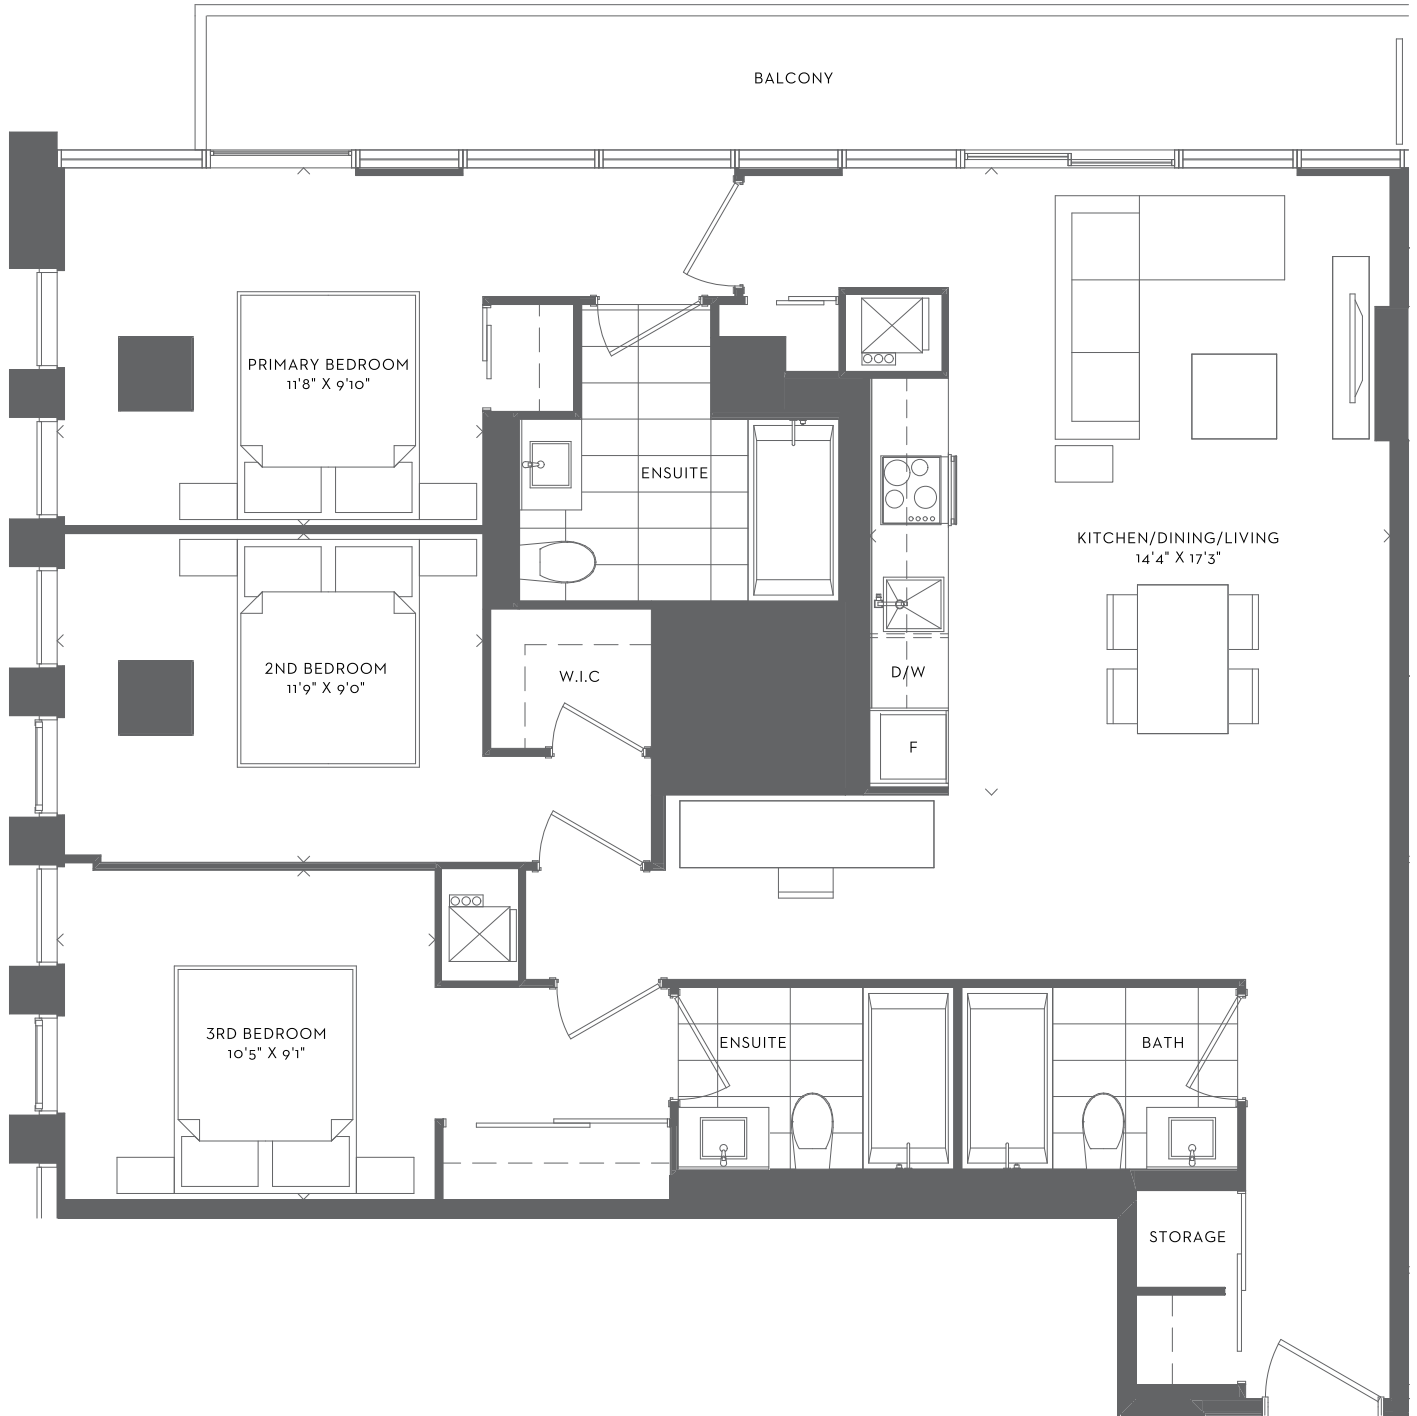 BALCONY
PRIMARY BEDROOM
11'8" X 9'10"
ENSUITE
KITCHEN/DINING/LIVING
14'4" X 17'3"
2ND BEDROOM
11'9" X 9'0"
W.I.C
D/W
F
3RD BEDROOM
10'5" X 9'1"
ENSUITE
BATH
STORAGE